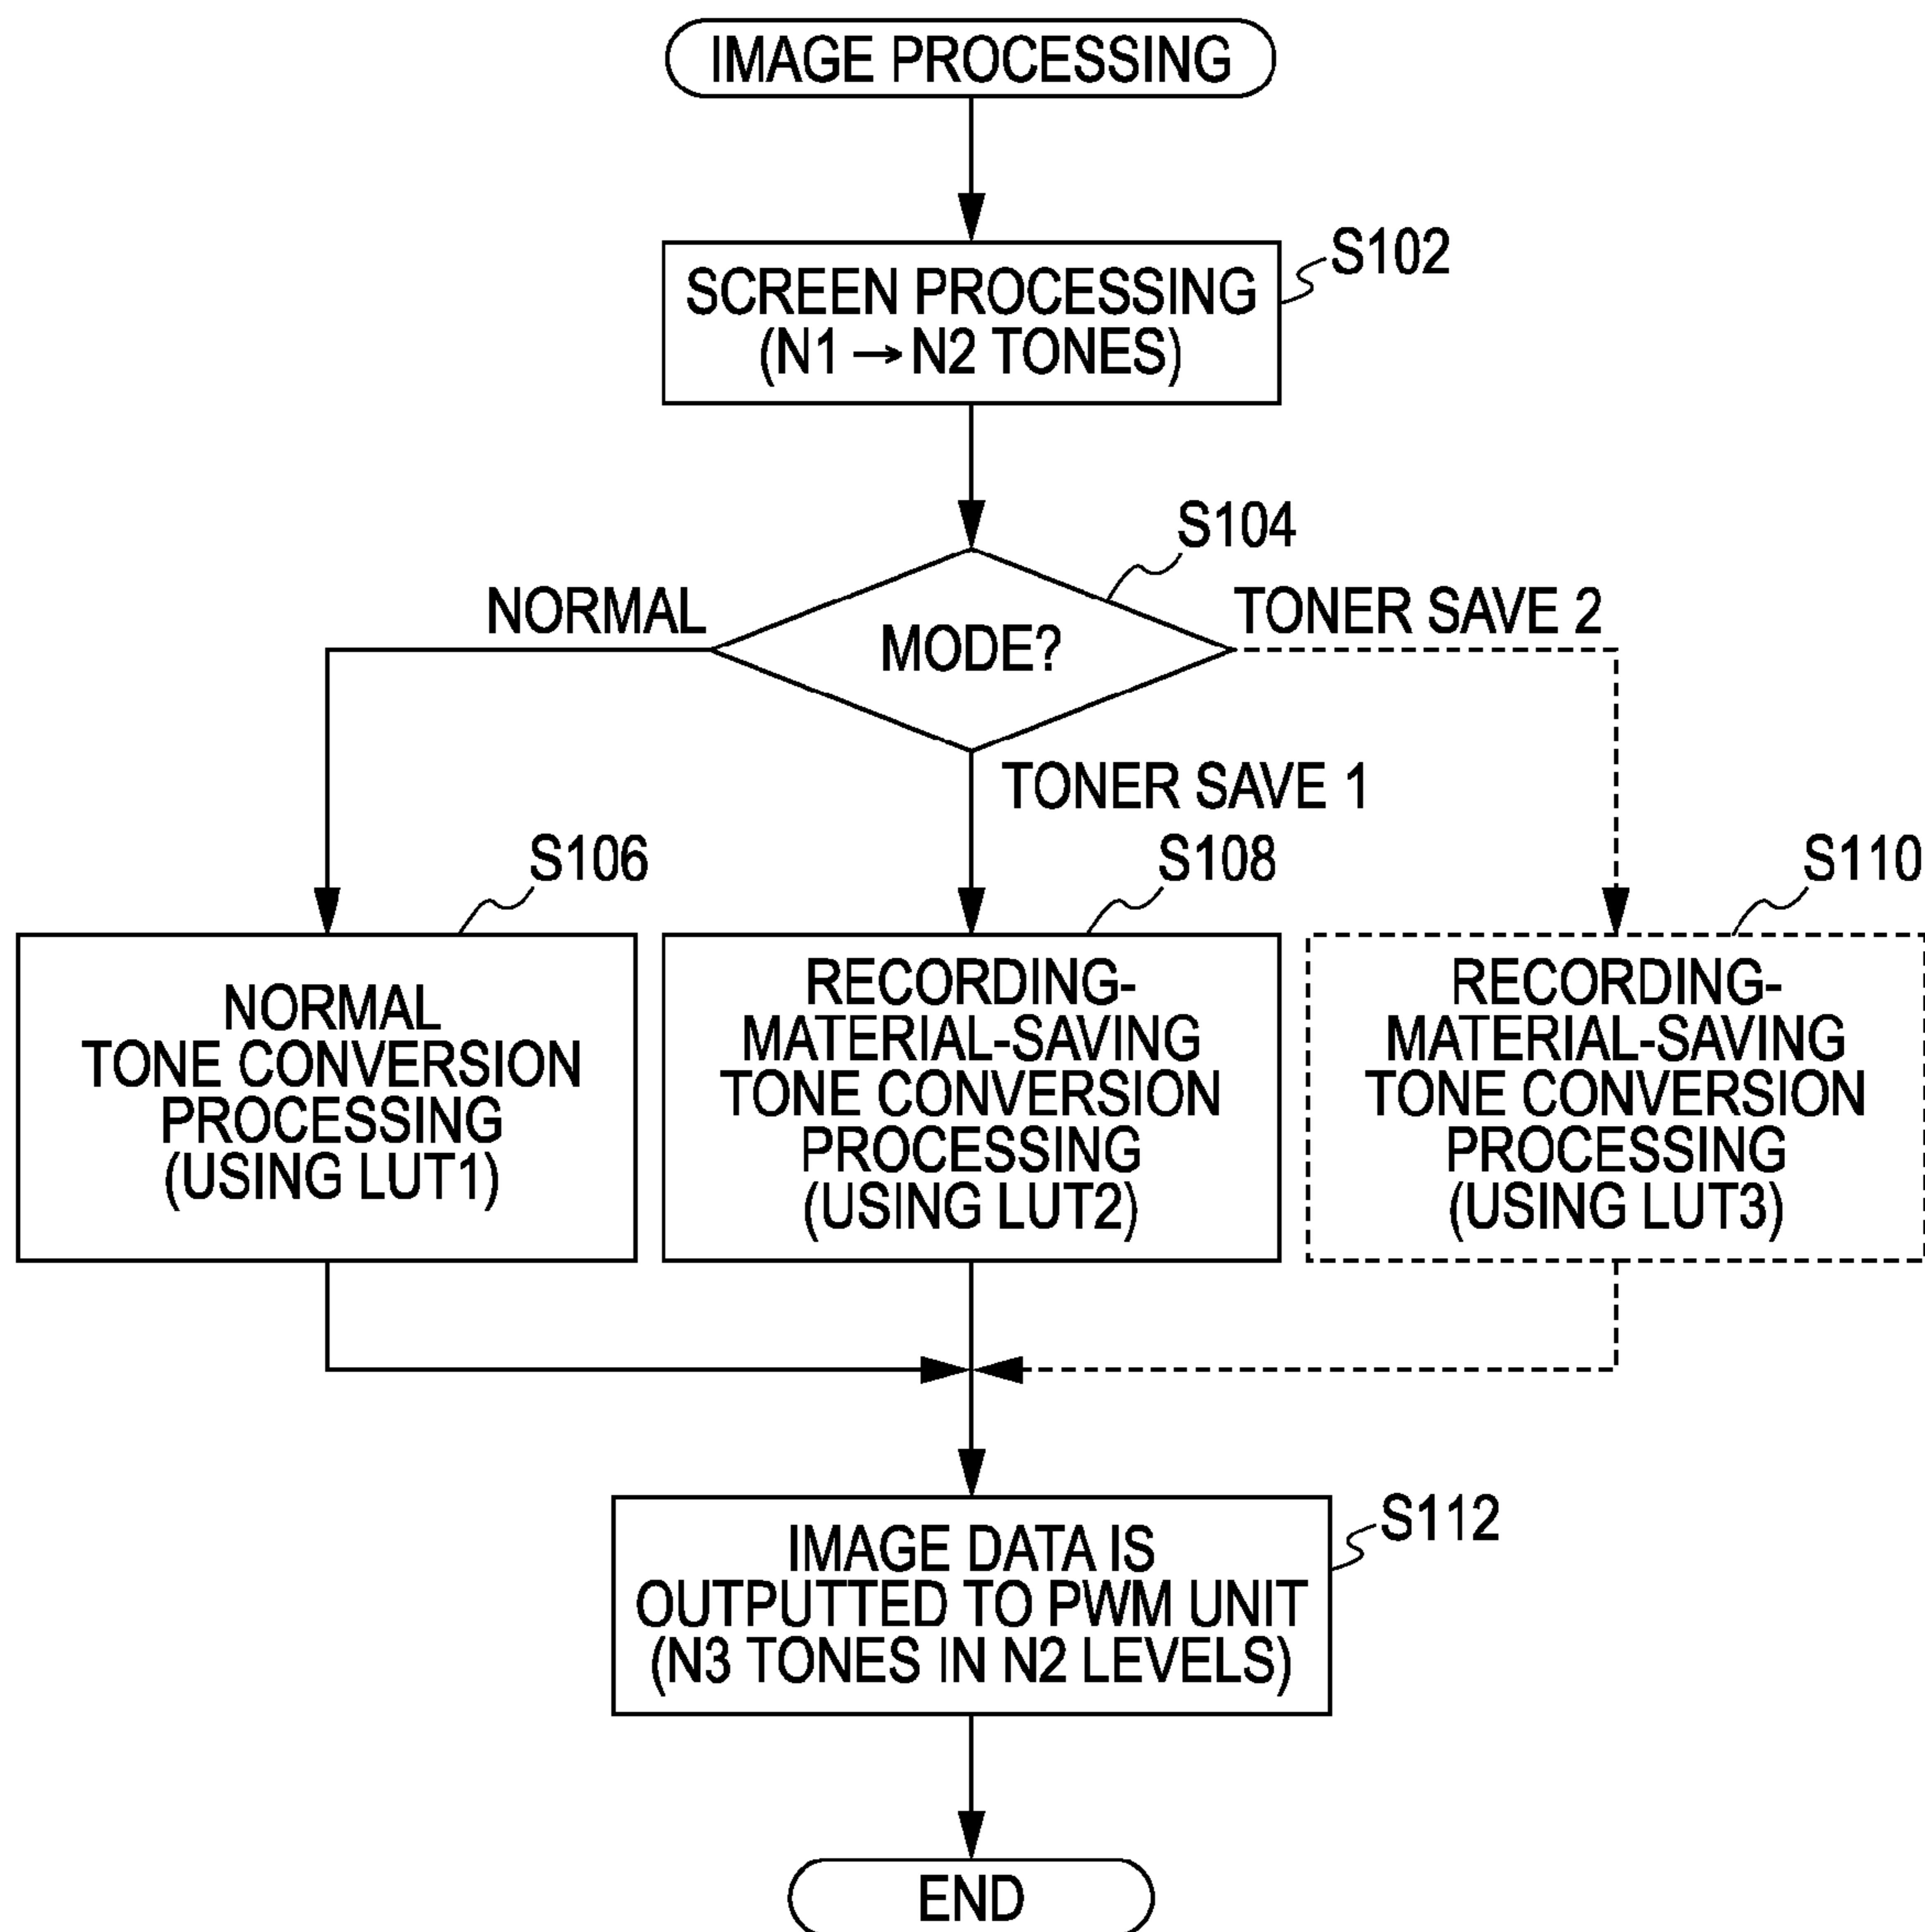 IMAGE PROCESSING
SCREEN PROCESSING
(N1 → N2 TONES)
S102
S104
NORMAL
MODE?
TONER SAVE 2
TONER SAVE 1
S106
S108
S110
NORMAL
TONE CONVERSION
PROCESSING
(USING LUT1)
RECORDING-
MATERIAL-SAVING
TONE CONVERSION
PROCESSING
(USING LUT2)
RECORDING-
MATERIAL-SAVING
TONE CONVERSION
PROCESSING
(USING LUT3)
IMAGE DATA IS
OUTPUTTED TO PWM UNIT
(N3 TONES IN N2 LEVELS)
S112
END